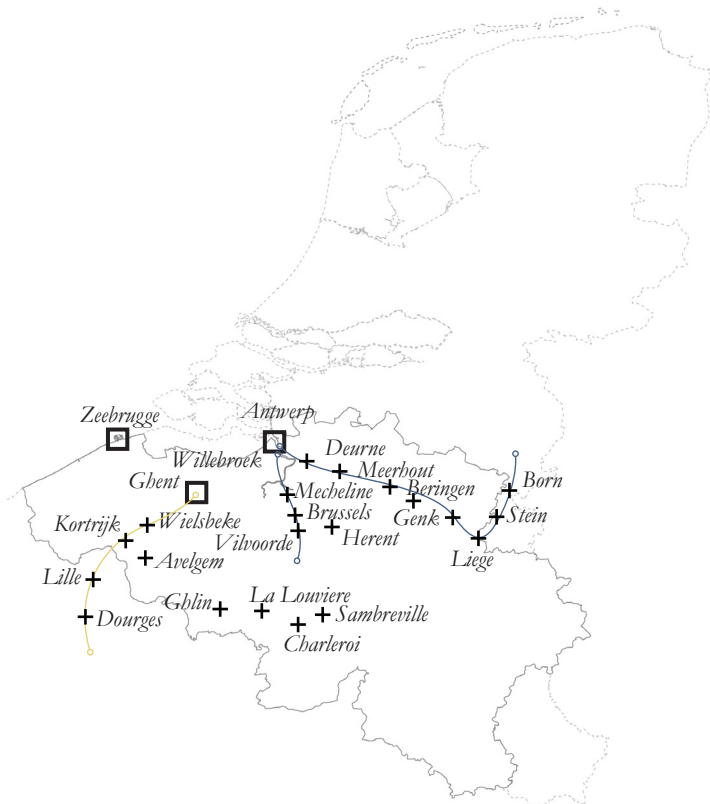 Zeebrugge
Antwerp
Deurne
Willebroek
Meerhout
Ghent
Born
Mecheline
Beringen
Brussels
Genk
Stein
Kortrijk
Wielsbeke
Vilvoorde
Herent
Liege
Avelgem
Lille
La Louviere
Ghlin
Sambreville
Dourges
Charleroi